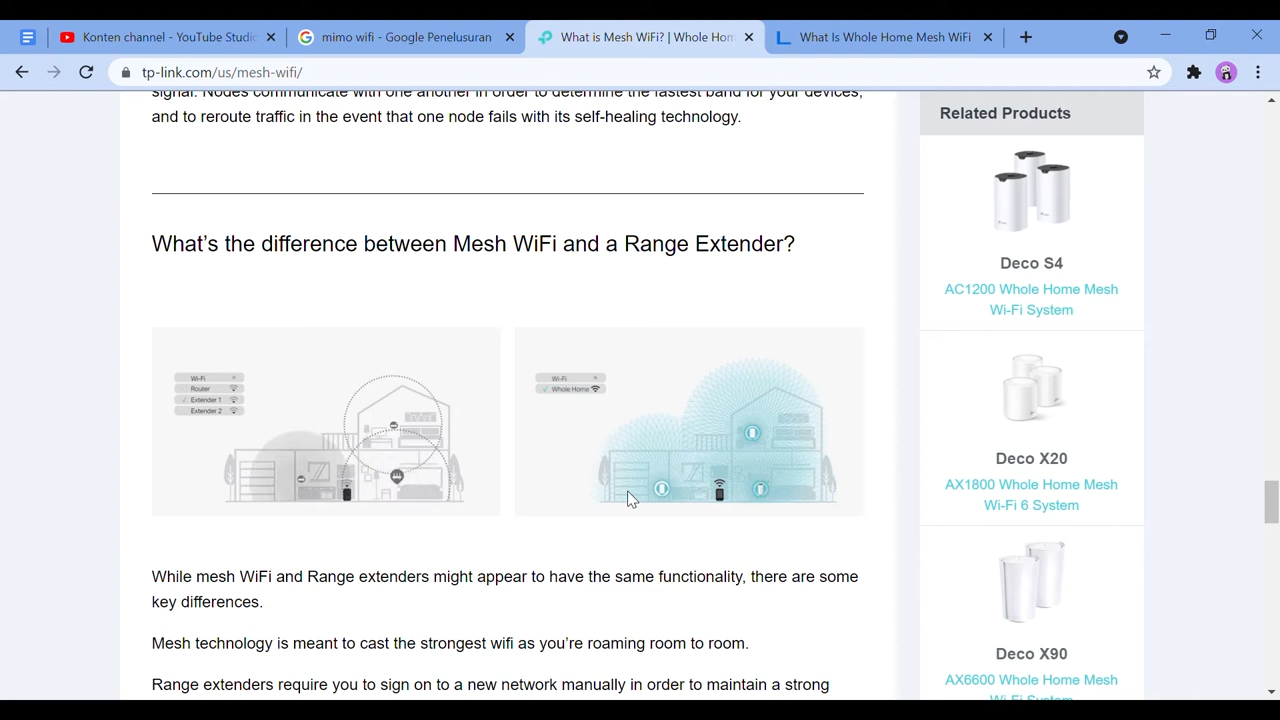 Konten channel - YouTube Studio
mimo wifi - Google Penelusuran
What is Mesh WiFi? | Whole Hom
What Is Whole Home Mesh WiFi
tp-link.com/us/mesh-wifi/
signal. Nodes communicate with one another in order to determine the fastest band for your devices,
and to reroute traffic in the event that one node fails with its self-healing technology.
What’s the difference between Mesh WiFi and a Range Extender?
Wi-Fi
Router
Extender 1
Extender 2
Wi-Fi
Whole Home
While mesh WiFi and Range extenders might appear to have the same functionality, there are some
key differences.
Mesh technology is meant to cast the strongest wifi as you’re roaming room to room.
Range extenders require you to sign on to a new network manually in order to maintain a strong
Related Products
Deco S4
AC1200 Whole Home Mesh
Wi-Fi System
Deco X20
AX1800 Whole Home Mesh
Wi-Fi 6 System
Deco X90
AX6600 Whole Home Mesh
Wi-Fi System